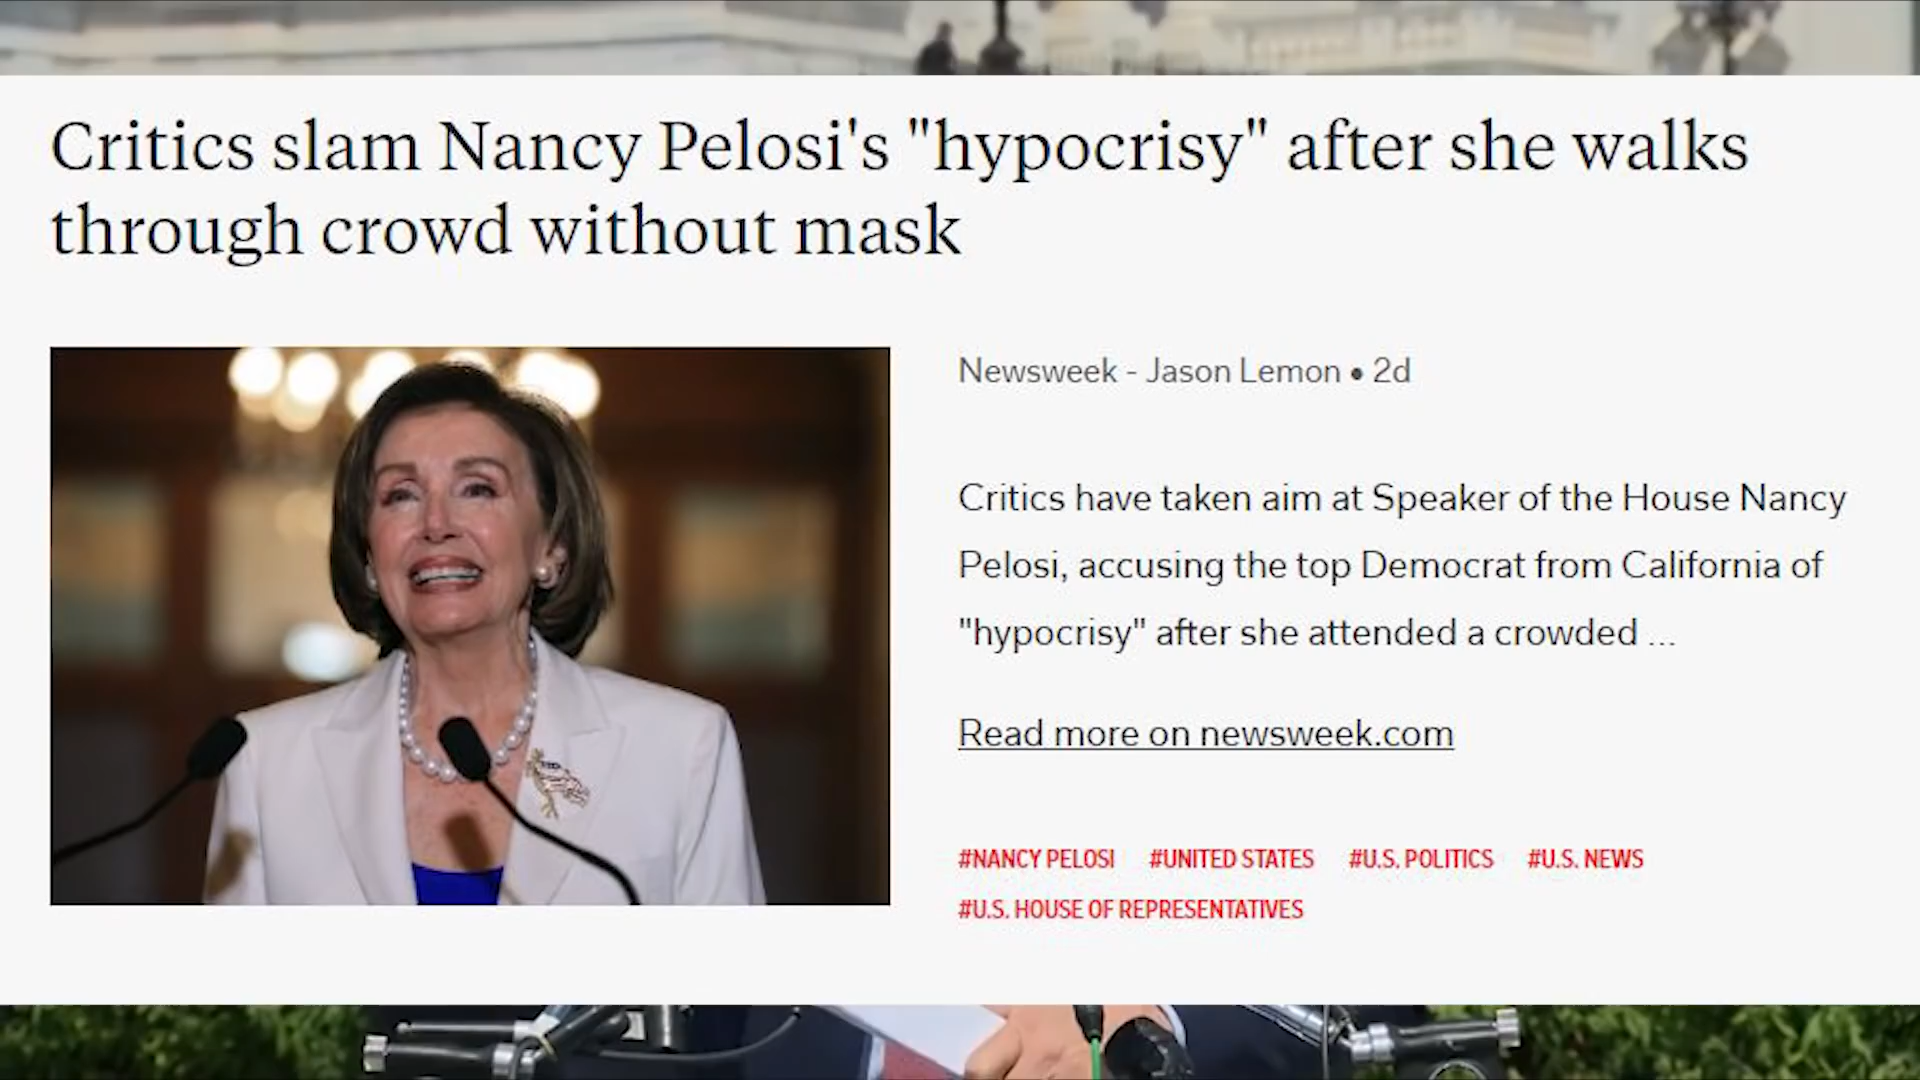 Critics slam Nancy Pelosi's "hypocrisy" after she walks
through crowd without mask
Newsweek - Jason Lemon • 2d
Critics have taken aim at Speaker of the House Nancy
Pelosi, accusing the top Democrat from California of
"hypocrisy" after she attended a crowded ...
Read more on newsweek.com
#NANCY PELOSI #UNITED STATES #U.S. POLITICS #U.S. NEWS
#U.S. HOUSE OF REPRESENTATIVES